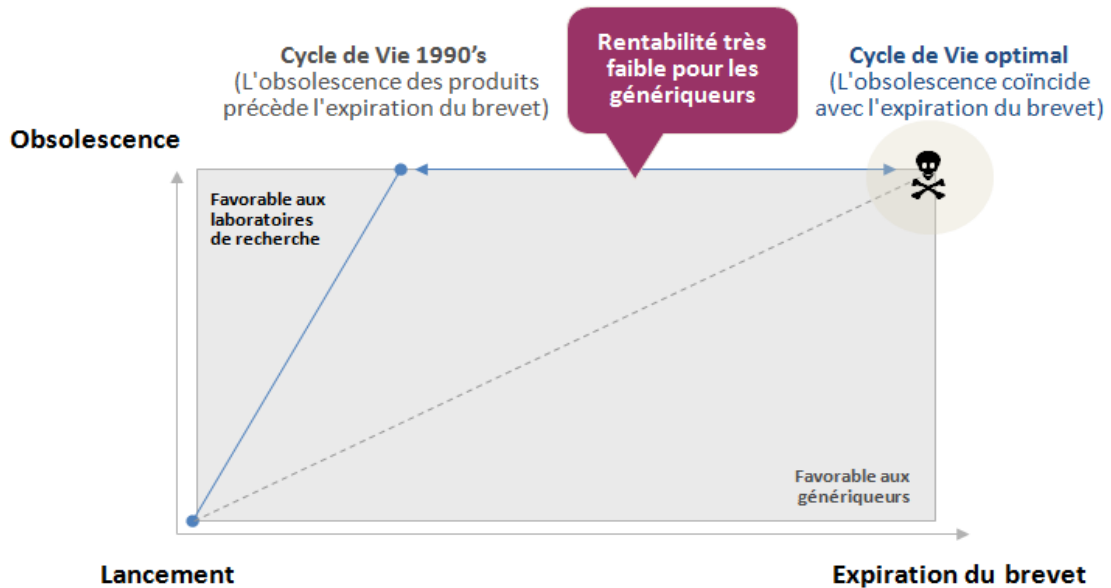 Cycle de Vie 1990's
(L'obsolescence des produits
précède l'expiration du brevet)
Rentabilité très
faible pour les
génériqueurs
Cycle de Vie optimal
(L'obsolescence coïncide
avec l'expiration du brevet)
Obsolescence
Favorable aux
laboratoires
de recherche
Favorable aux
génériqueurs
Lancement
Expiration du brevet